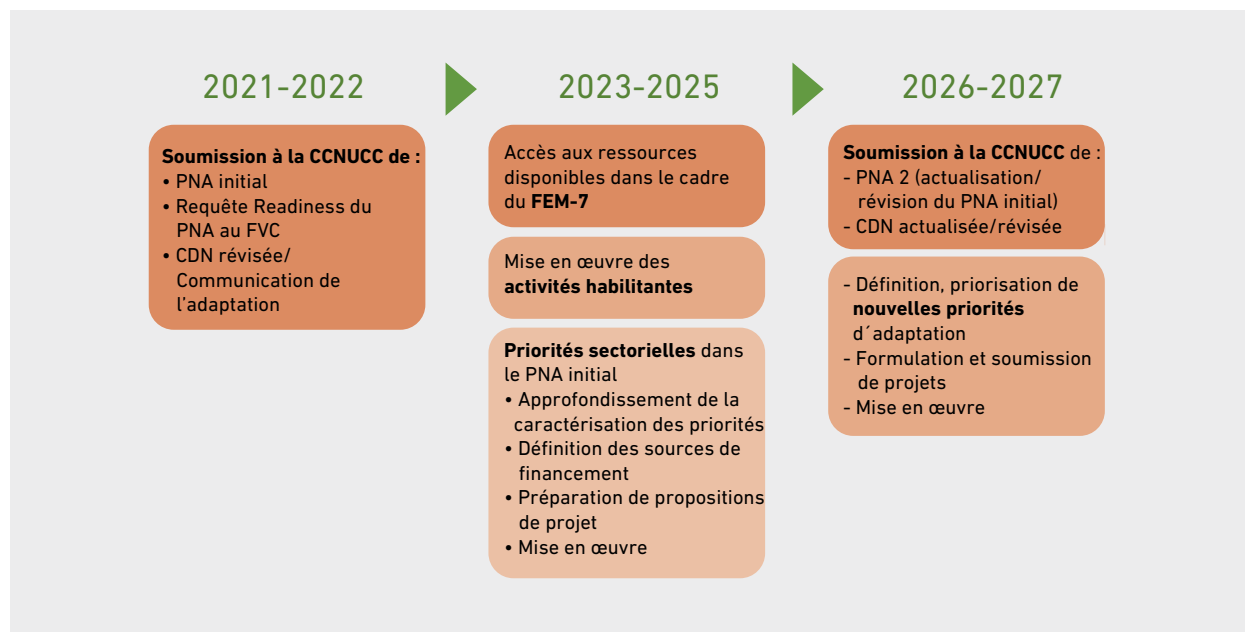 2021-2022
Soumission à la CCNUCC de :
• PNA initial
• Requête Readiness du
PNA au FVC
• CDN révisée/
Communication de
l'adaptation
2023-2025
Accès aux ressources
disponibles dans le cadre
du FEM-7
Mise en œuvre des
activités habilitantes
Priorités sectorielles dans
le PNA initial
• Approfondissement de la
caractérisation des priorités
• Définition des sources de
financement
• Préparation de propositions
de projet
• Mise en œuvre
2026-2027
Soumission à la CCNUCC de :
- PNA 2 (actualisation/
révision du PNA initial)
- CDN actualisée/révisée
- Définition, priorisation de
nouvelles priorités
d´adaptation
- Formulation et soumission
de projets
- Mise en œuvre